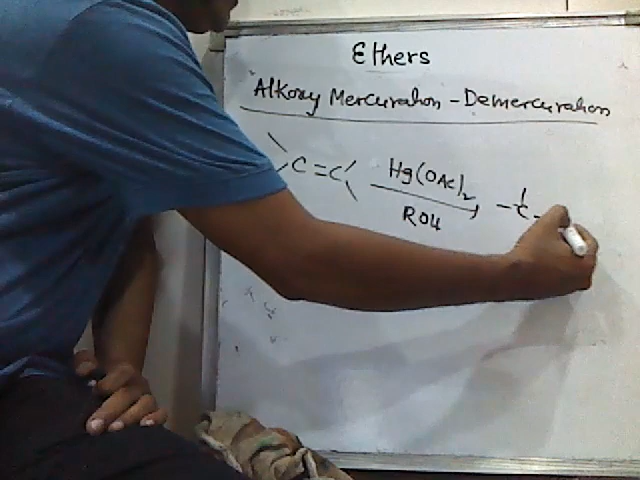 Ethers
Alkoxy Mercuration - Demercuration
C=C Hg(OAc)2 -C-
ROH